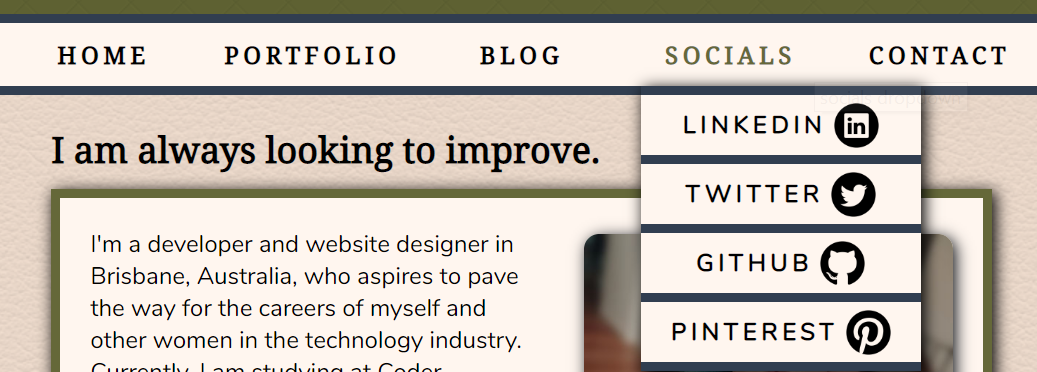 HOME PORTFOLIO BLOG SOCIALS CONTACT
socials dropdown
LINKEDIN in
TWITTER
GITHUB
PINTEREST
I am always looking to improve.
I'm a developer and website designer in
Brisbane, Australia, who aspires to pave
the way for the careers of myself and
other women in the technology industry.
Currently, I am studying at Coder